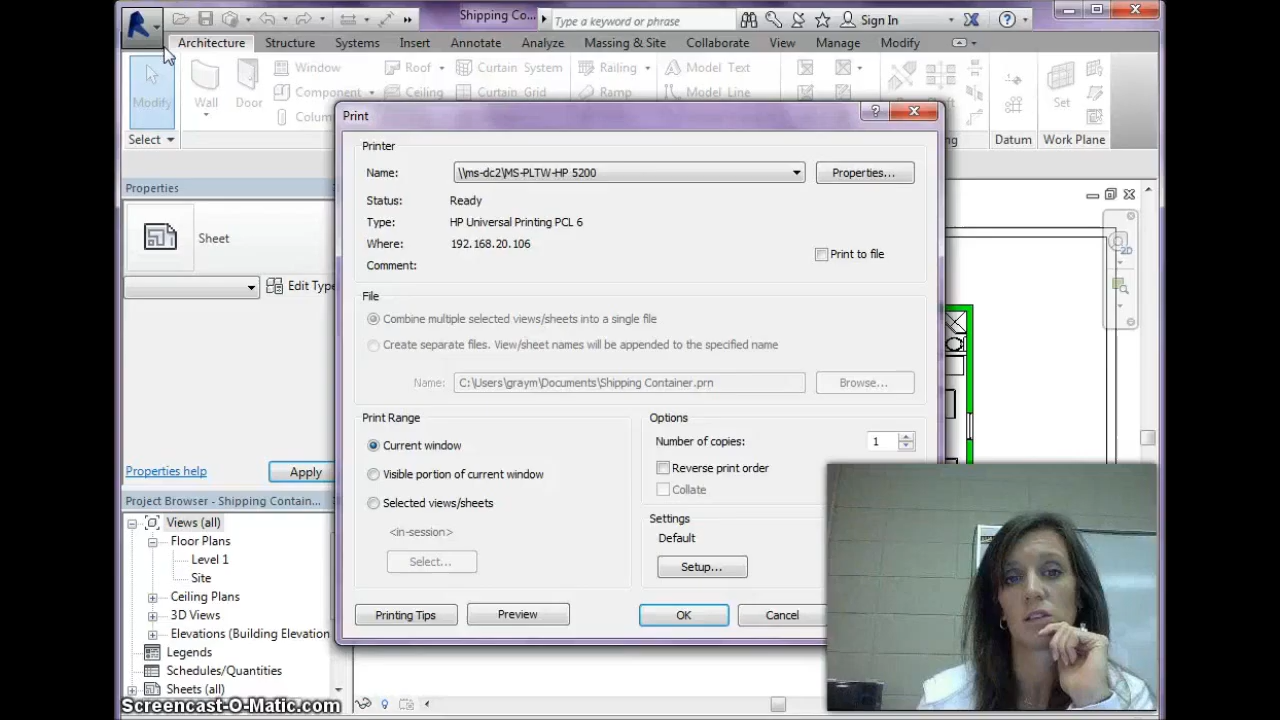 Shipping Co...
Type a keyword or phrase
Sign In
Architecture Structure Systems Insert Annotate Analyze Massing & Site Collaborate View Manage Modify
Modify
Wall
Door
Window
Component
Roof
Ceiling
Curtain System
Curtain Grid
Railing
Ramp
Model Text
Model Line
Set
Select
Datum
Work Plane
Properties
Sheet
Edit Type
Properties help
Apply
Project Browser - Shipping Contain...
Views (all)
Floor Plans
Level 1
Site
Ceiling Plans
3D Views
Elevations (Building Elevation
Legends
Schedules/Quantities
Sheets (all)
Print
Printer
Name: \\ms-dc2\MS-PLTW-HP 5200 Properties...
Status: Ready
Type: HP Universal Printing PCL 6
Where: 192.168.20.106
Comment:
Print to file
File
Combine multiple selected views/sheets into a single file
Create separate files. View/sheet names will be appended to the specified name
Name: C:\Users\graym\Documents\Shipping Container.prn Browse...
Print Range
Current window
Visible portion of current window
Selected views/sheets
<in-session>
Select...
Options
Number of copies: 1
Reverse print order
Collate
Settings
Default
Setup...
Printing Tips Preview OK Cancel
2D
Screencast-O-Matic.com